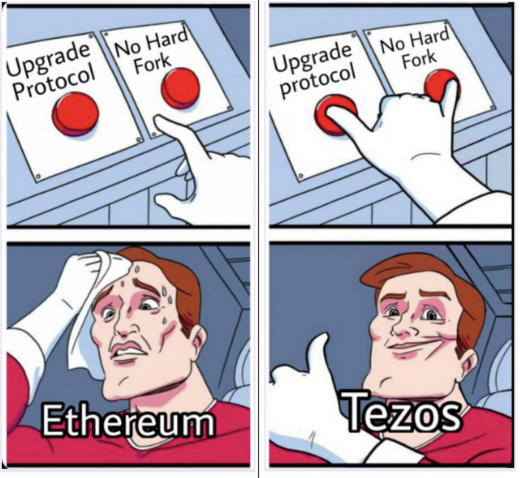 Upgrade
Protocol
No Hard
Fork
Upgrade
protocol
No Hard
Fork
Ethereum
Tezos